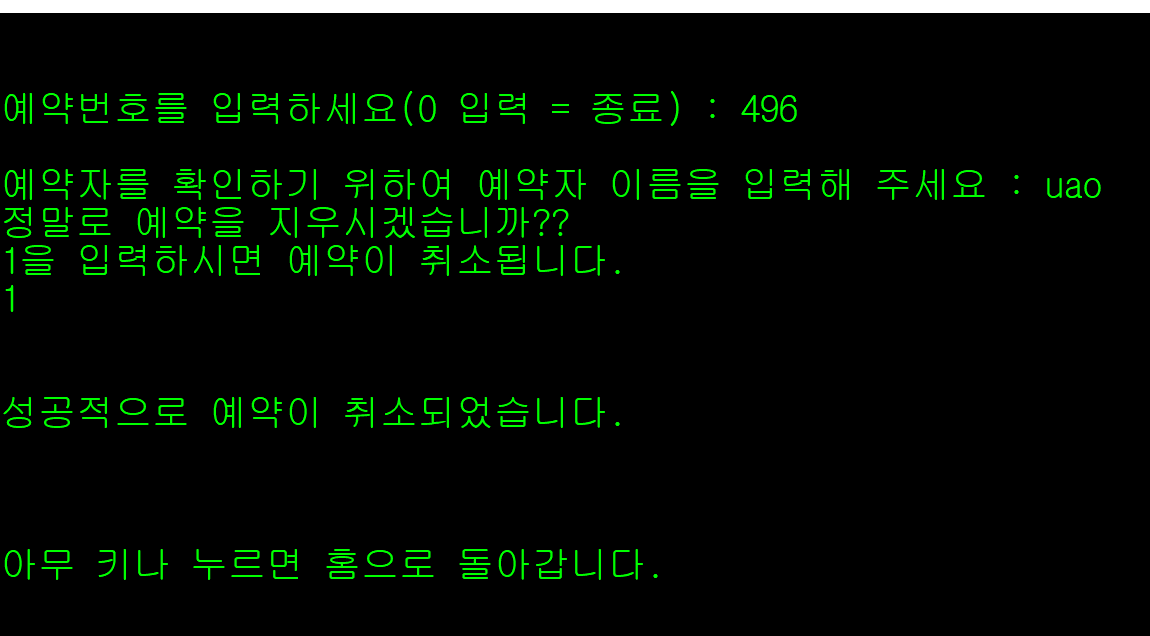 예약번호를 입력하세요(0 입력 = 종료) : 496
예약자를 확인하기 위하여 예약자 이름을 입력해 주세요 : uao
정말로 예약을 지우시겠습니까??
1을 입력하시면 예약이 취소됩니다.
1
성공적으로 예약이 취소되었습니다.
아무 키나 누르면 홈으로 돌아갑니다.